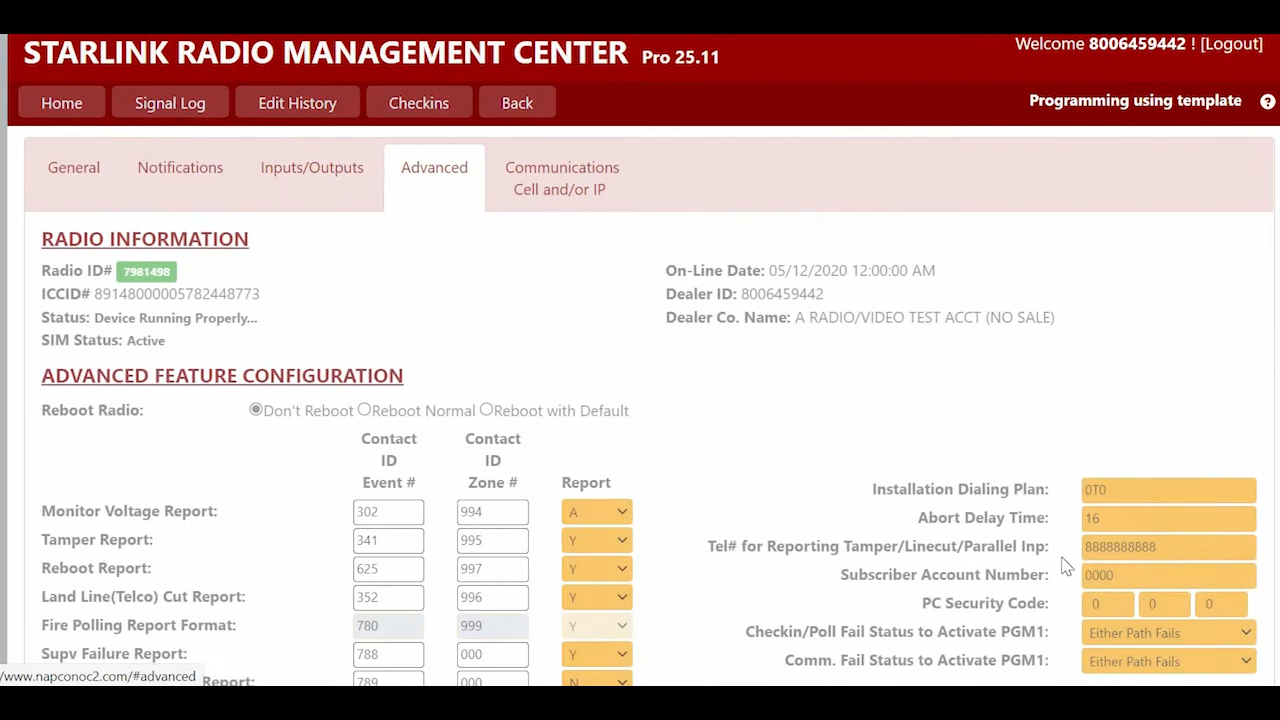 STARLINK RADIO MANAGEMENT CENTER Pro 25.11
Welcome 8006459442 ! [Logout]
Home Signal Log Edit History Checkins Back
Programming using template ?
General Notifications Inputs/Outputs Advanced Communications
Cell and/or IP
RADIO INFORMATION
Radio ID# 7981498 On-Line Date: 05/12/2020 12:00:00 AM
ICCID# 89148000005782448773 Dealer ID: 8006459442
Status: Device Running Properly... Dealer Co. Name: A RADIO/VIDEO TEST ACCT (NO SALE)
SIM Status: Active
ADVANCED FEATURE CONFIGURATION
Reboot Radio: Don't Reboot Reboot Normal Reboot with Default
Contact Contact
ID ID
Event # Zone # Report
Installation Dialing Plan: 0T0
Monitor Voltage Report: 302 994 A
Abort Delay Time: 16
Tamper Report: 341 995 Y
Tel# for Reporting Tamper/Linecut/Parallel Inp: 8888888888
Reboot Report: 625 997 Y
Subscriber Account Number: 0000
Land Line(Telco) Cut Report: 352 996 Y
PC Security Code: 0 0 0
Fire Polling Report Format: 780 999 Y
Checkin/Poll Fail Status to Activate PGM1: Either Path Fails
Supv Failure Report: 788 000 Y
Comm. Fail Status to Activate PGM1: Either Path Fails
/www.napconoc2.com/#advanced Report: 789 000 N